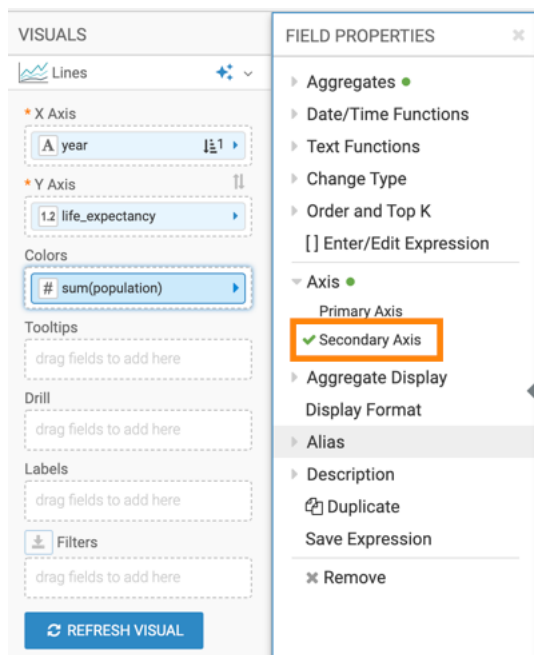 VISUALS
Lines
* X Axis
A year 1
* Y Axis
1.2 life_expectancy
Colors
# sum(population)
Tooltips
drag fields to add here
Drill
drag fields to add here
Labels
drag fields to add here
Filters
drag fields to add here
REFRESH VISUAL
FIELD PROPERTIES
Aggregates
Date/Time Functions
Text Functions
Change Type
Order and Top K
[ ] Enter/Edit Expression
Axis
Primary Axis
Secondary Axis
Aggregate Display
Display Format
Alias
Description
Duplicate
Save Expression
Remove